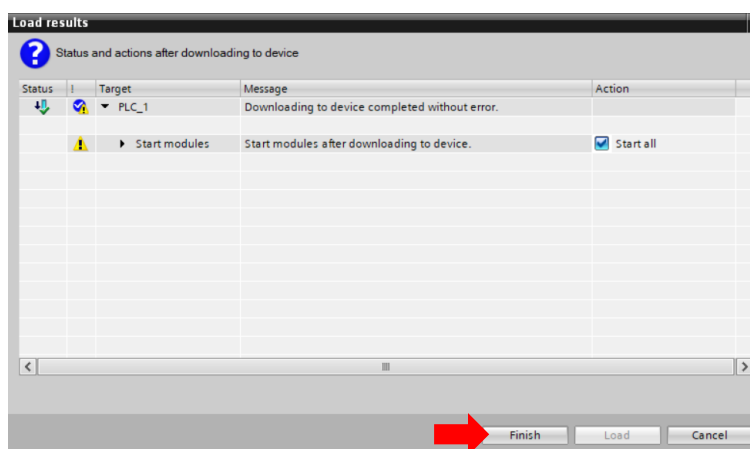 Load results
Status and actions after downloading to device
Status ! Target Message Action
PLC_1 Downloading to device completed without error.
Start modules Start modules after downloading to device. Start all
Finish Load Cancel